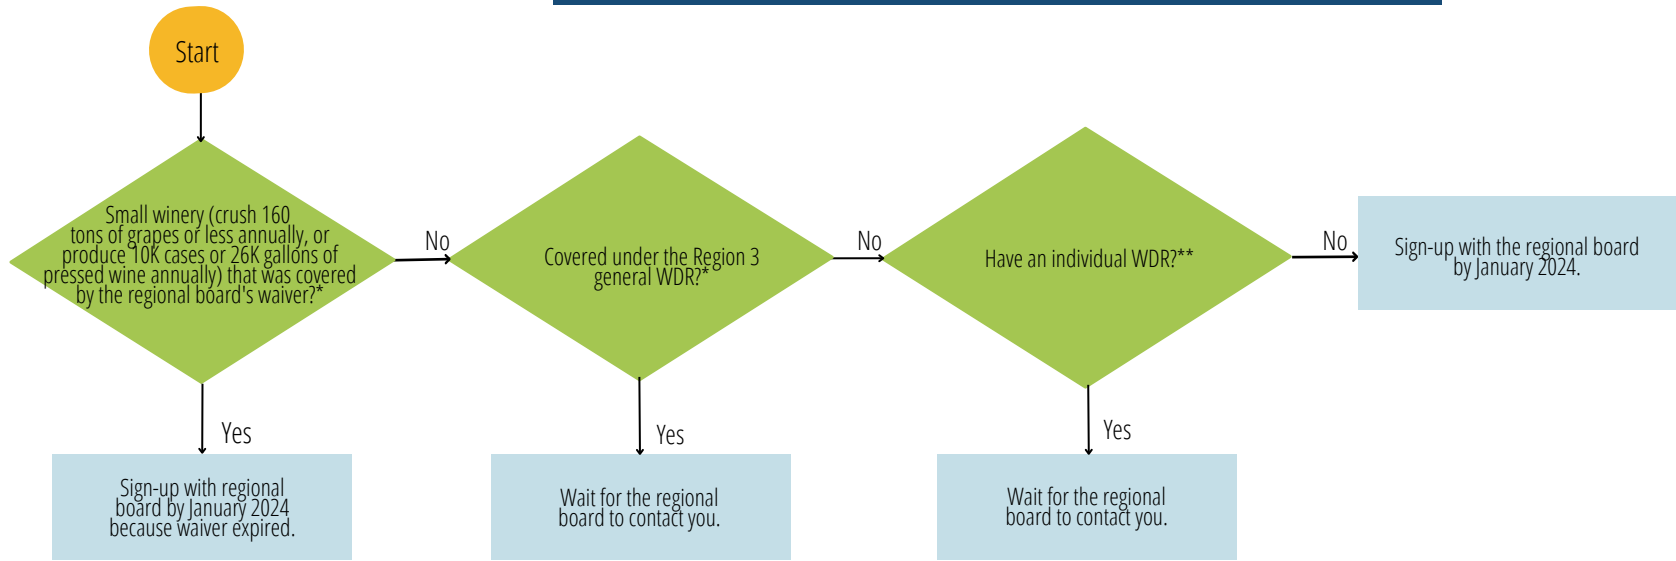 Start
Small winery (crush 160
tons of grapes or less annually, or
produce 10K cases or 26K gallons of
pressed wine annually) that was covered
by the regional board's waiver?*
No
Covered under the Region 3
general WDR?*
No
Have an individual WDR?**
No
Sign-up with the regional board
by January 2024.
Yes
Sign-up with regional
board by January 2024
because waiver expired.
Yes
Wait for the regional
board to contact you.
Yes
Wait for the regional
board to contact you.